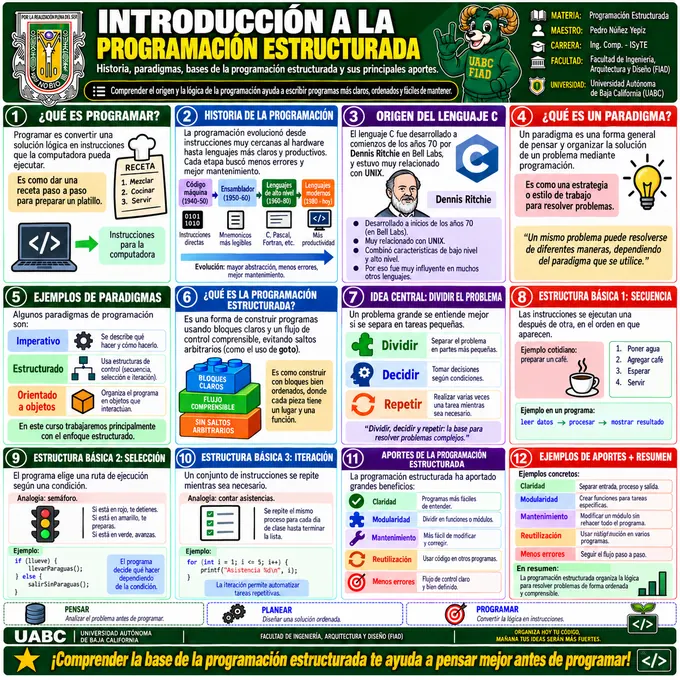 POR LA REALIZACIÓN PLENA DEL SER
INTRODUCCIÓN A LA
PROGRAMACIÓN ESTRUCTURADA
Historia, paradigmas, bases de la programación estructurada y sus principales aportes.
Comprender el origen y la lógica de la programación ayuda a escribir programas más claros, ordenados y fáciles de mantener.
UABC
FIAD
MATERIA: Programación Estructurada
MAESTRO: Pedro Núñez Yepiz
CARRERA: Ing. Comp. - ISyTE
FACULTAD: Facultad de Ingeniería,
Arquitectura y Diseño (FIAD)
UNIVERSIDAD: Universidad Autónoma
de Baja California (UABC)
1 ¿QUÉ ES PROGRAMAR?
Programar es convertir una
solución lógica en instrucciones
que la computadora pueda
ejecutar.
Es como dar una
receta paso a paso
para preparar un platillo.
RECETA
1. Mezclar
2. Cocinar
3. Servir
</>
Instrucciones
para la
computadora
2 HISTORIA DE LA PROGRAMACIÓN
La programación evolucionó desde
instrucciones muy cercanas al hardware
hasta lenguajes más claros y productivos.
Cada etapa buscó menos errores y
mejor mantenimiento.
Código
máquina
(1940-50)
Ensamblador
(1950-60)
Lenguajes
de alto nivel
(1960-80)
Lenguajes
modernos
(1980 - hoy)
0101
1010
Instrucciones
directas
Mnemonicos
más legibles
C, Pascal,
Fortran, etc.
Más
productividad
Evolución: mayor abstracción, menos errores,
mejor mantenimiento.
3 ORIGEN DEL LENGUAJE C
El lenguaje C fue desarrollado a
comienzos de los años 70 por
Dennis Ritchie en Bell Labs,
y estuvo muy relacionado
con UNIX.
C
Dennis Ritchie
Desarrollado a inicios de los años 70
(en Bell Labs).
Muy relacionado con UNIX.
Combinó características de bajo nivel
y alto nivel.
Por eso fue muy influyente en muchos
otros lenguajes.
4 ¿QUÉ ES UN PARADIGMA?
Un paradigma es una forma general
de pensar y organizar la solución
de un problema mediante
programación.
Es como una estrategia
o estilo de trabajo
para resolver problemas.
"Un mismo problema puede resolverse
de diferentes maneras, dependiendo
del paradigma que se utilice."
5 EJEMPLOS DE PARADIGMAS
Algunos paradigmas de programación
son:
Imperativo
Se describe qué
hacer y cómo hacerlo.
Estructurado
Usa estructuras de
control (secuencia,
selección e iteración).
Orientado
a objetos
Organiza el programa
en objetos que
interactúan.
En este curso trabajaremos principalmente
con el enfoque estructurado.
6 ¿QUÉ ES LA PROGRAMACIÓN
ESTRUCTURADA?
Es una forma de construir programas
usando bloques claros y un flujo de
control comprensible, evitando saltos
arbitrarios (como el uso de goto).
BLOQUES
CLAROS
FLUJO
COMPRENSIBLE
SIN SALTOS
ARBITRARIOS
Es como construir
con bloques bien
ordenados, donde
cada pieza tiene
un lugar y una
función.
7 IDEA CENTRAL: DIVIDIR EL PROBLEMA
Un problema grande se entiende mejor
si se separa en tareas pequeñas.
Dividir
Separar el problema
en partes más pequeñas.
Decidir
Tomar decisiones
según condiciones.
Repetir
Realizar varias veces
una tarea mientras
sea necesario.
"Dividir, decidir y repetir: la base para
resolver problemas complejos."
8 ESTRUCTURA BÁSICA 1: SECUENCIA
Las instrucciones se ejecutan una
después de otra, en el orden en que
aparecen.
Ejemplo cotidiano:
preparar un café.
1. Poner agua
2. Agregar café
3. Esperar
4. Servir
Ejemplo en un programa:
leer datos → procesar → mostrar resultado
9 ESTRUCTURA BÁSICA 2: SELECCIÓN
El programa elige una ruta de ejecución
según una condición.
Analogía: semáforo.
Si está en rojo, te detienes.
Si está en amarillo, te
preparas.
Si está en verde, avanzas.
Ejemplo:
if (llueve) {
llevarParaguas();
} else {
salirSinParaguas();
}
El programa
decide qué hacer
dependiendo
de la condición.
10 ESTRUCTURA BÁSICA 3: ITERACIÓN
Un conjunto de instrucciones se repite
mientras sea necesario.
Analogía: contar asistencias.
Se repite el mismo
proceso para cada día
de clase hasta terminar
la lista.
Ejemplo:
for (int i = 1; i <= 5; i++) {
printf("Asistencia %d\n", i);
}
La iteración permite automatizar
tareas repetitivas.
11 APORTES DE LA PROGRAMACIÓN
ESTRUCTURADA
La programación estructurada ha aportado
grandes beneficios:
Claridad
Programas más fáciles
de entender.
Modularidad
Dividir en funciones o módulos.
Mantenimiento
Más fácil de modificar
y corregir.
Reutilización
Usar código en otros programas.
Menos errores
Flujo de control claro
y bien definido.
12 EJEMPLOS DE APORTES + RESUMEN
Ejemplos concretos:
Claridad
Separar entrada, proceso y salida.
Modularidad
Crear funciones para tareas
específicas.
Mantenimiento
Modificar un módulo sin
rehacer todo el programa.
Reutilización
Usar en varios
programas.
Menos errores
Seguir el flujo paso a paso.
En resumen:
La programación estructurada organiza la lógica
para resolver problemas de forma ordenada
y comprensible.
PENSAR
Analizar el problema antes de programar.
PLANEAR
Diseñar una solución ordenada.
PROGRAMAR
Convertir la lógica en instrucciones.
</>
UABC
UNIVERSIDAD AUTÓNOMA
DE BAJA CALIFORNIA
FACULTAD DE INGENIERÍA, ARQUITECTURA Y DISEÑO (FIAD)
ORGANIZA HOY TU CÓDIGO,
MAÑANA TUS IDEAS SERÁN MÁS FUERTES.
¡Comprender la base de la programación estructurada te ayuda a pensar mejor antes de programar!
</>